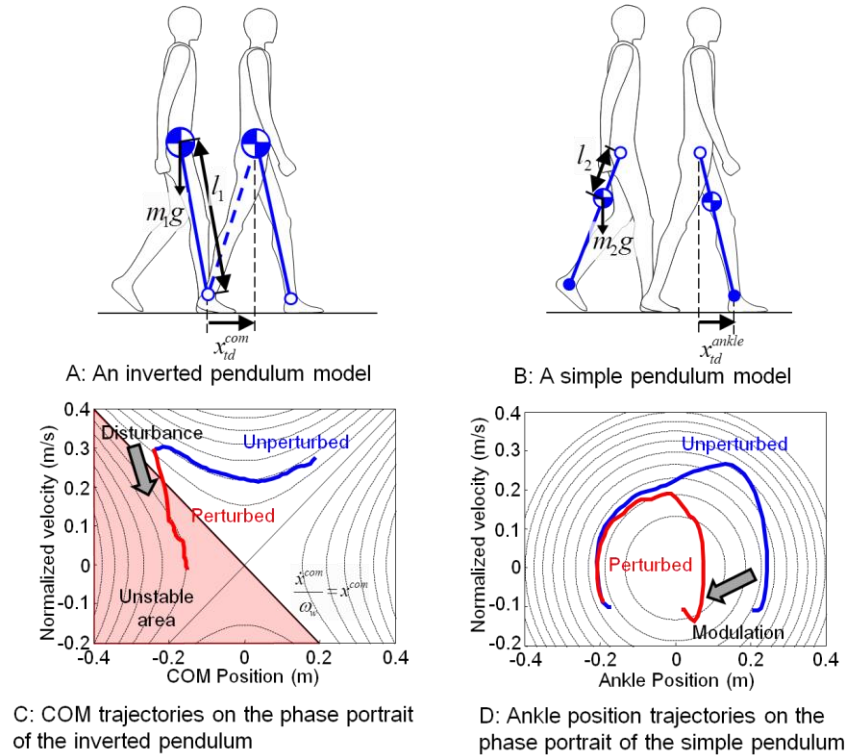 m₁g
l₁
x_{td}^{com}
A: An inverted pendulum model
l₂
m₂g
x_{td}^{ankle}
B: A simple pendulum model
0.4
0.3
0.2
0.1
0
-0.1
-0.2
Normalized velocity (m/s)
Disturbance
Unperturbed
Perturbed
Unstable
area
ẋ^{com}/ω_w = x^{com}
-0.4 -0.2 0 0.2 0.4
COM Position (m)
C: COM trajectories on the phase portrait
of the inverted pendulum
0.4
0.3
0.2
0.1
0
-0.1
-0.2
Normalized velocity (m/s)
Unperturbed
Perturbed
Modulation
-0.4 -0.2 0 0.2 0.4
Ankle Position (m)
D: Ankle position trajectories on the
phase portrait of the simple pendulum